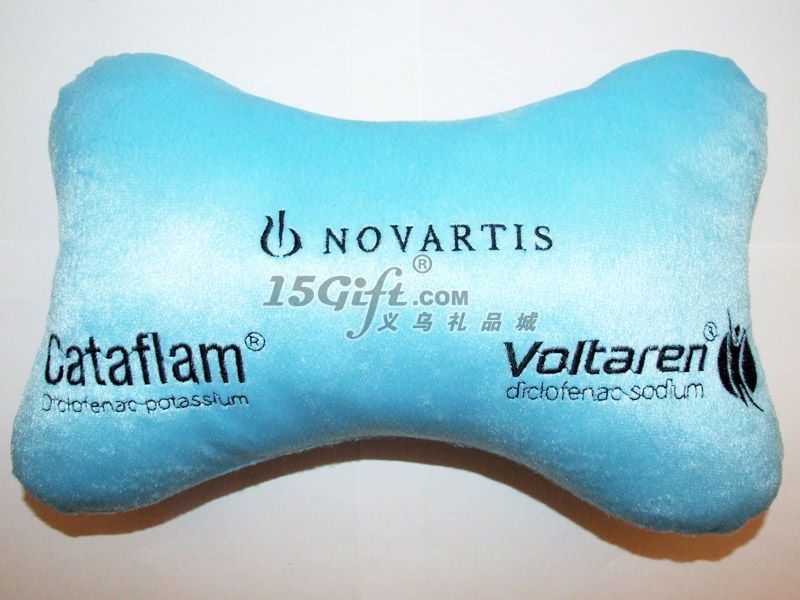 NOVARTIS
15Gift®.COM
义乌礼品城
Cataflam®
Diclofenac potassium
Voltaren®
diclofenac sodium